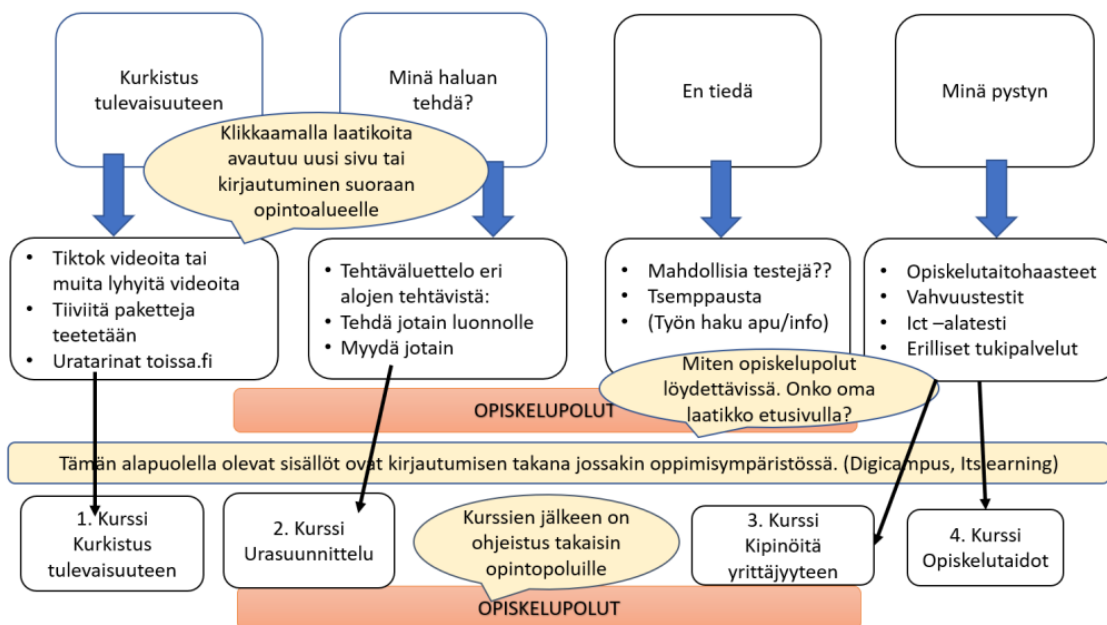 Kurkistus
tulevaisuuteen
Minä haluan
tehdä?
En tiedä
Minä pystyn
Klikkaamalla laatikoita
avautuu uusi sivu tai
kirjautuminen suoraan
opintoalueelle
• Tiktok videoita tai
muita lyhyitä videoita
• Tiiviitä paketteja
teetetään
• Uratarinat toissa.fi
• Tehtäväluettelo eri
alojen tehtävistä:
• Tehdä jotain luonnolle
• Myydä jotain
• Mahdollisia testejä??
• Tsemppausta
• (Työn haku apu/info)
• Opiskelutaitohaasteet
• Vahvuustestit
• Ict –alatesti
• Erilliset tukipalvelut
Miten opiskelupolut
löydettävissä. Onko oma
laatikko etusivulla?
OPISKELUPOLUT
Tämän alapuolella olevat sisällöt ovat kirjautumisen takana jossakin oppimisympäristössä. (Digicampus, Itslearning)
1. Kurssi
Kurkistus
tulevaisuuteen
2. Kurssi
Urasuunnittelu
Kurssien jälkeen on
ohjeistus takaisin
opintopoluille
3. Kurssi
Kipinöitä
yrittäjyyteen
4. Kurssi
Opiskelutaidot
OPISKELUPOLUT